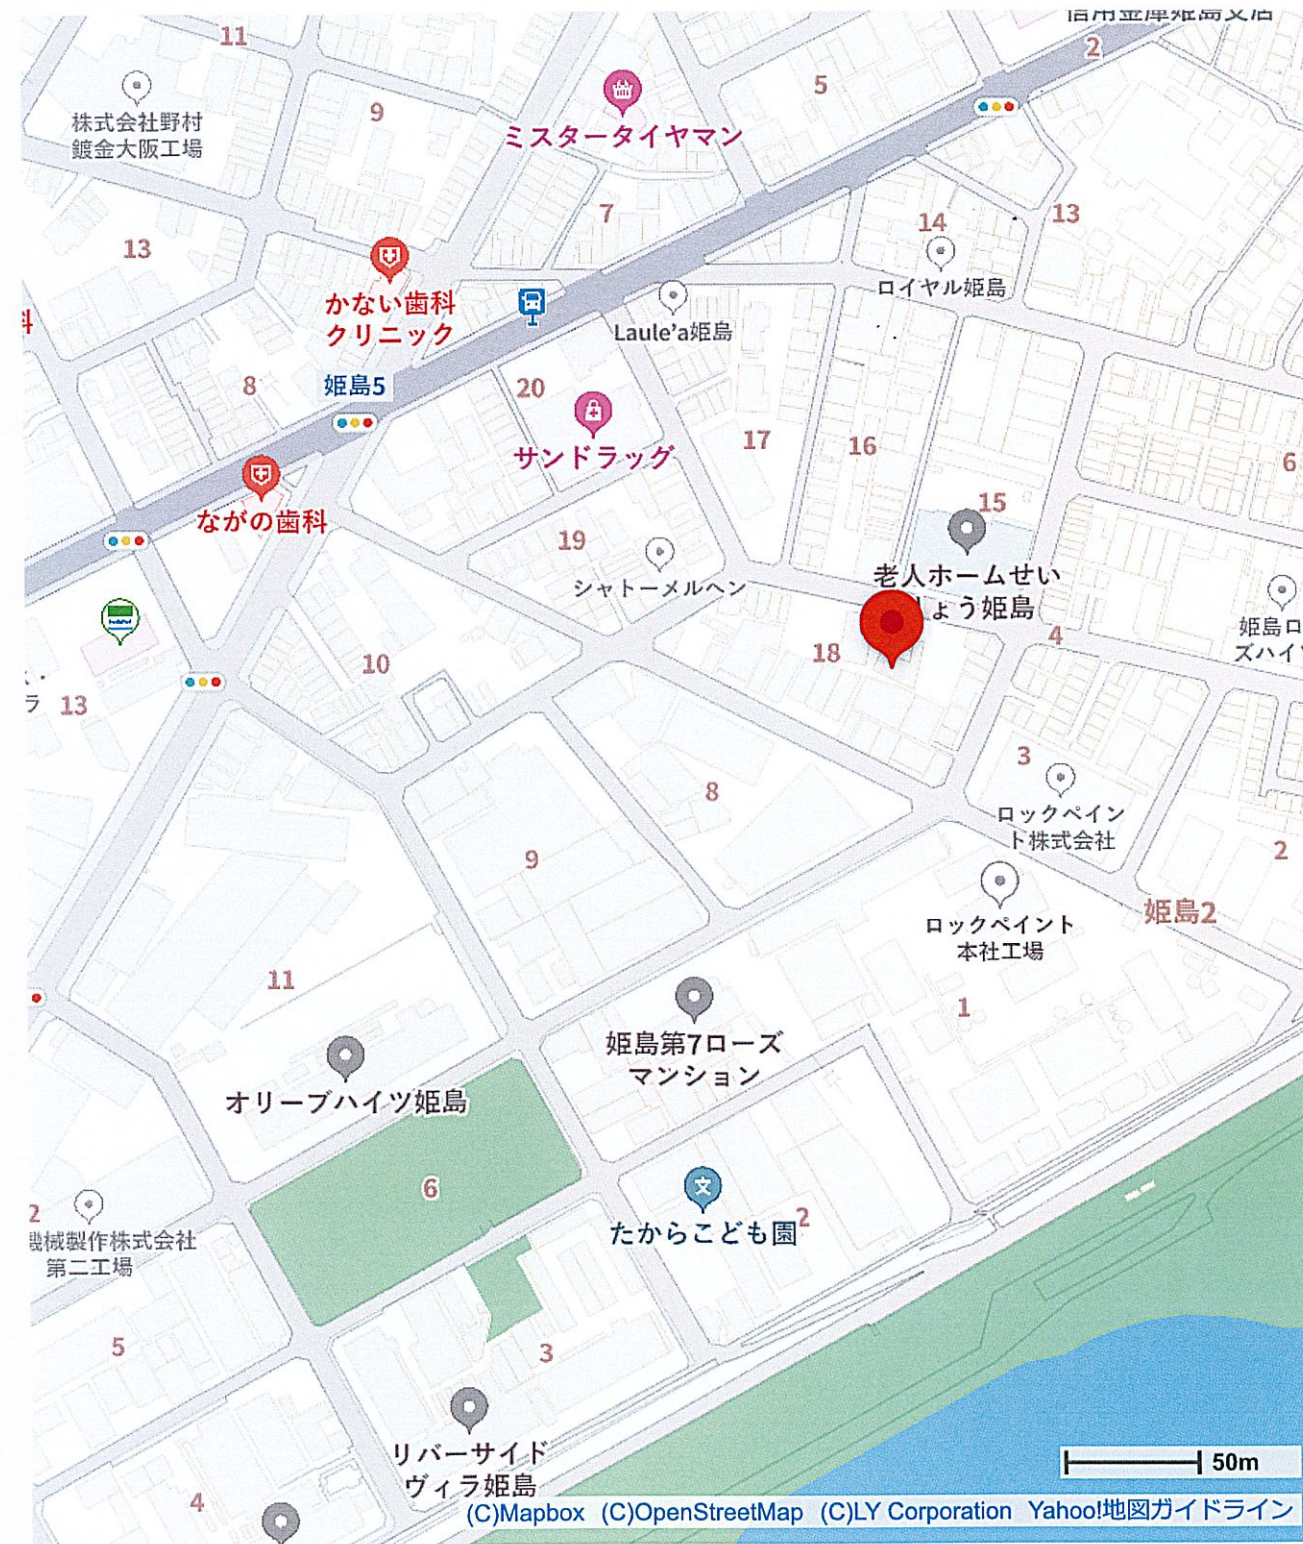 信用金庫姫島支店
2
11
5
9
株式会社野村
鍍金大阪工場
ミスタータイヤマン
7
14
13
13
かない歯科
クリニック
ロイヤル姫島
Laule'a姫島
8
姫島5
20
サンドラッグ
17
16
6
15
ながの歯科
19
シャトーメルヘン
老人ホームせい
ょう姫島
姫島ロ
ズハイ
4
18
10
ラ
13
3
8
ロックペイン
ト株式会社
9
2
姫島2
ロックペイント
本社工場
11
1
姫島第7ローズ
マンション
オリーブハイツ姫島
6
たからこども園
2
2
機械製作株式会社
第二工場
5
3
リバーサイド
ヴィラ姫島
4
50m
(C)Mapbox (C)OpenStreetMap (C)LY Corporation Yahoo!地図ガイドライン